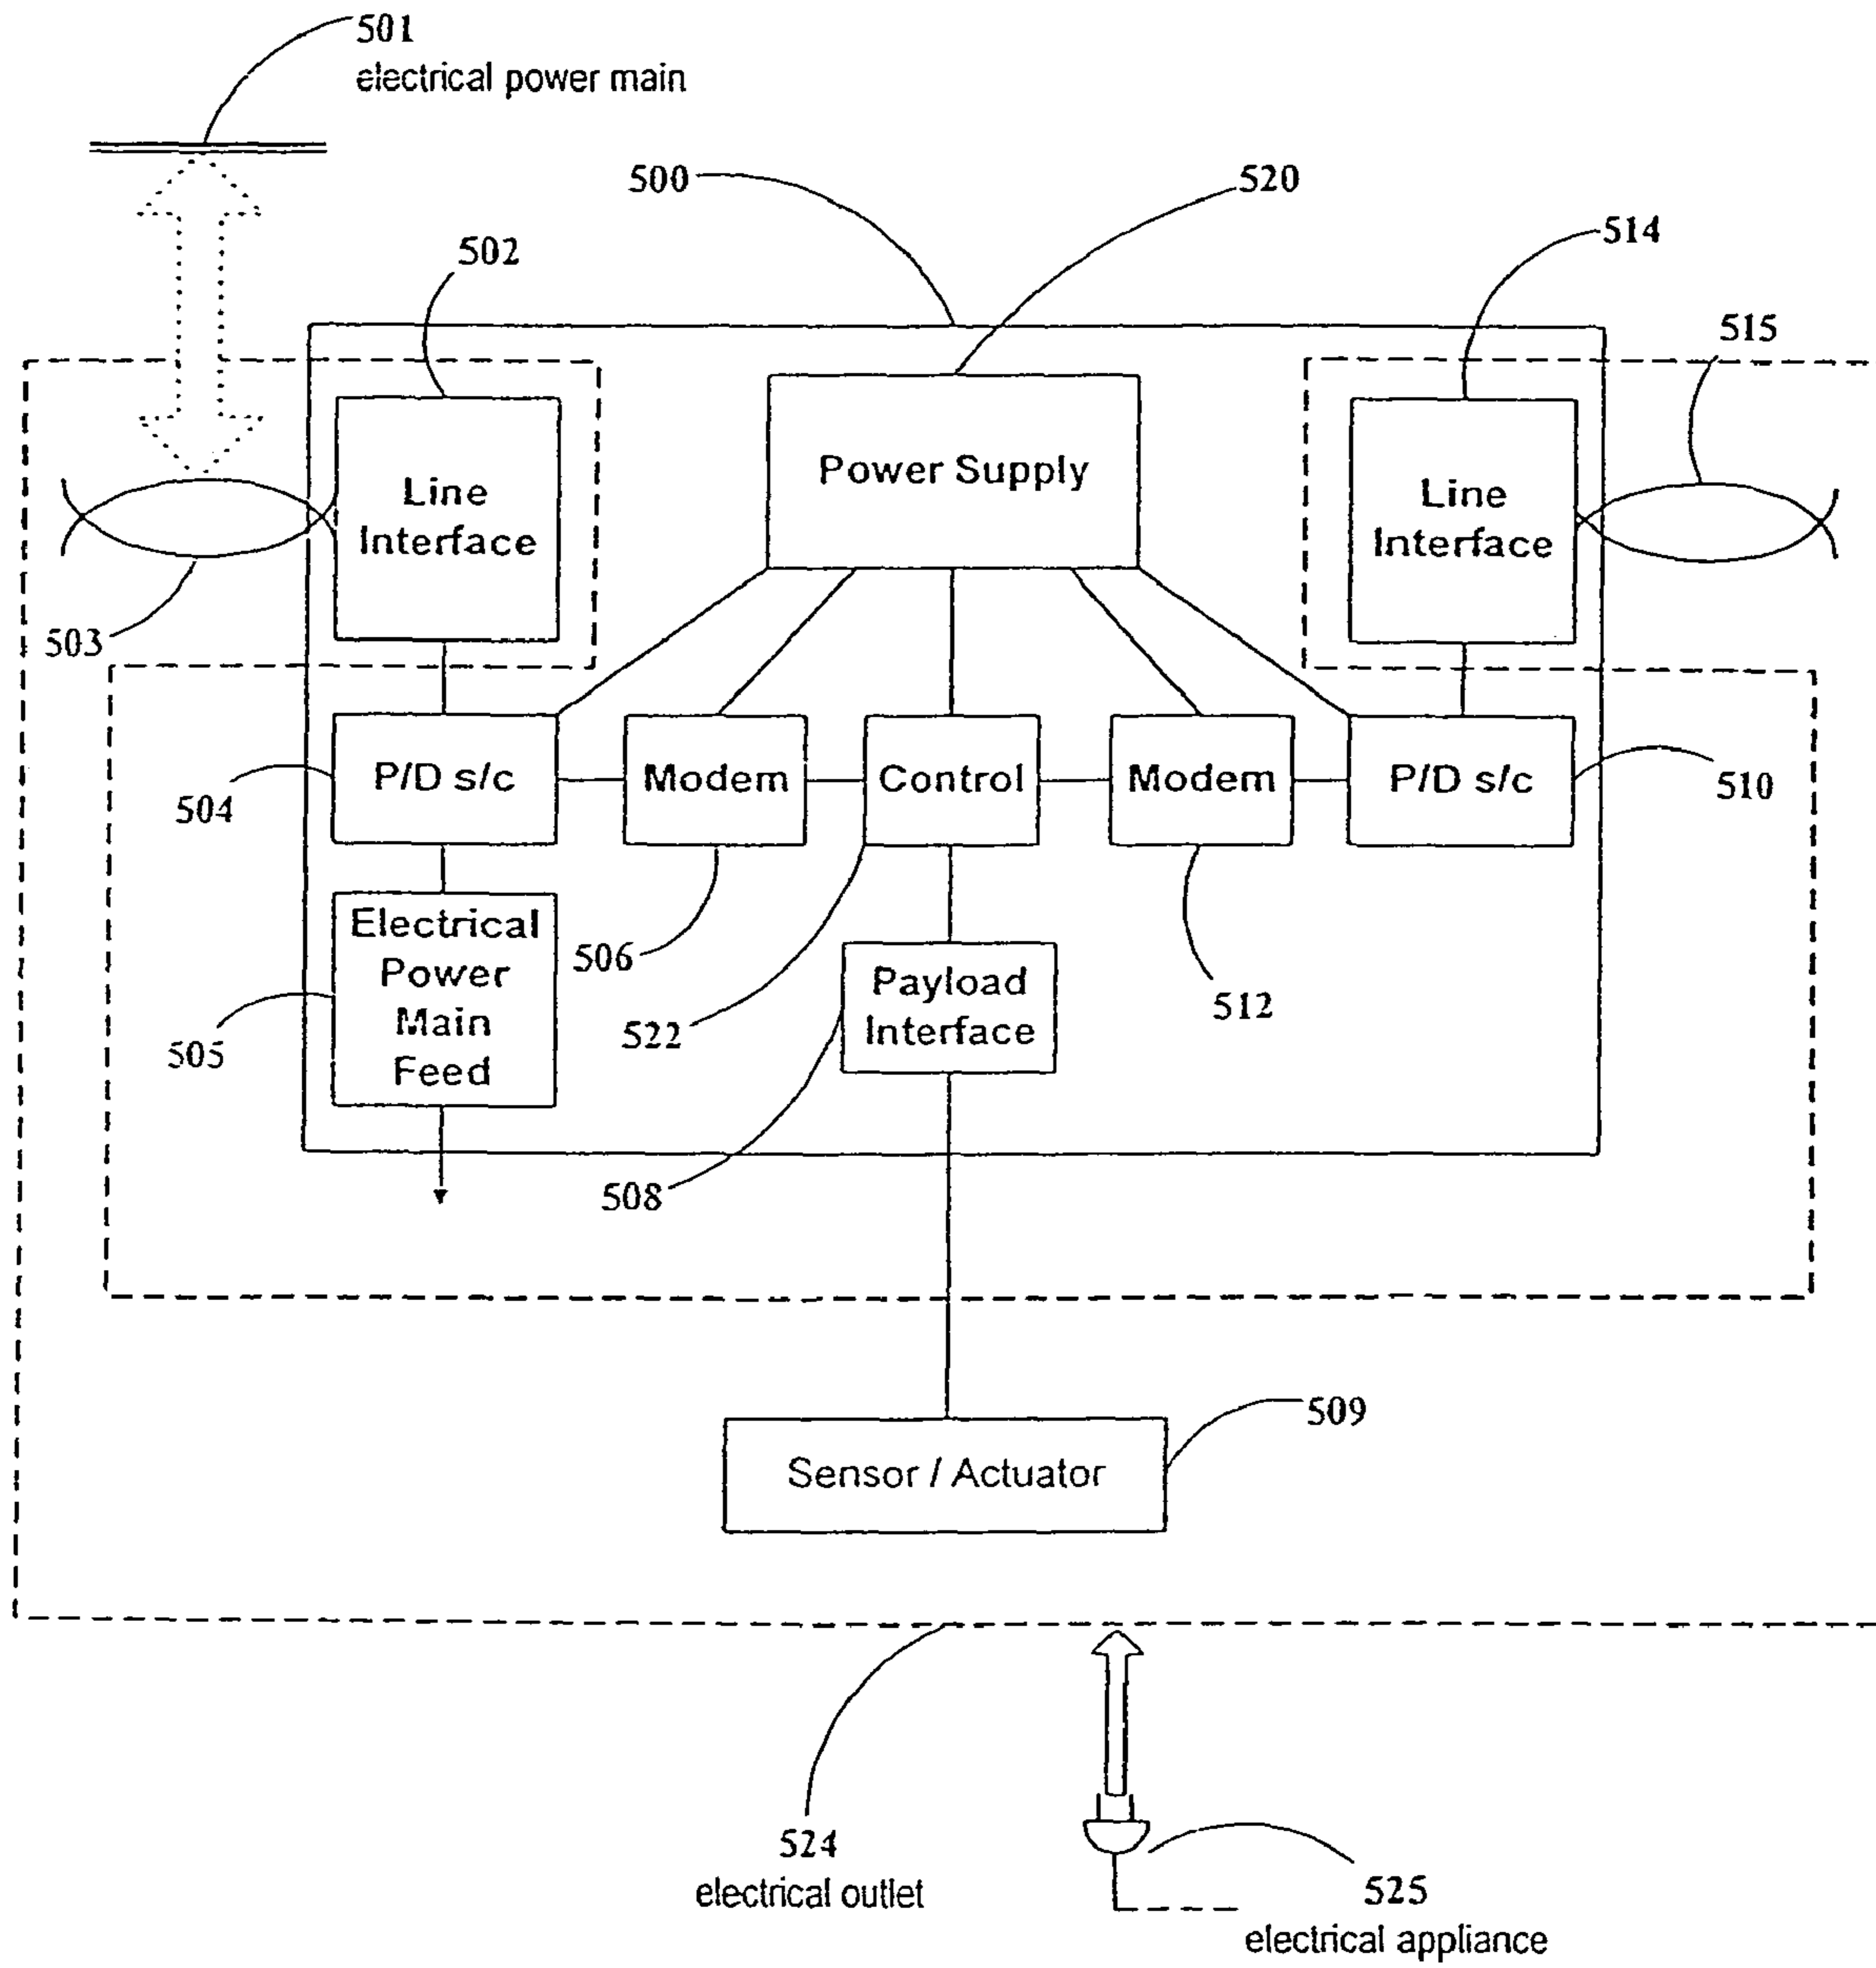 501
electrical power main
500
520
502
514
515
Power Supply
Line
Interface
Line
Interface
503
P/D s/c
Modem
Control
Modem
P/D s/c
504
510
Electrical
Power
Main
Feed
506
522
Payload
Interface
512
505
508
509
Sensor / Actuator
524
electrical outlet
525
electrical appliance